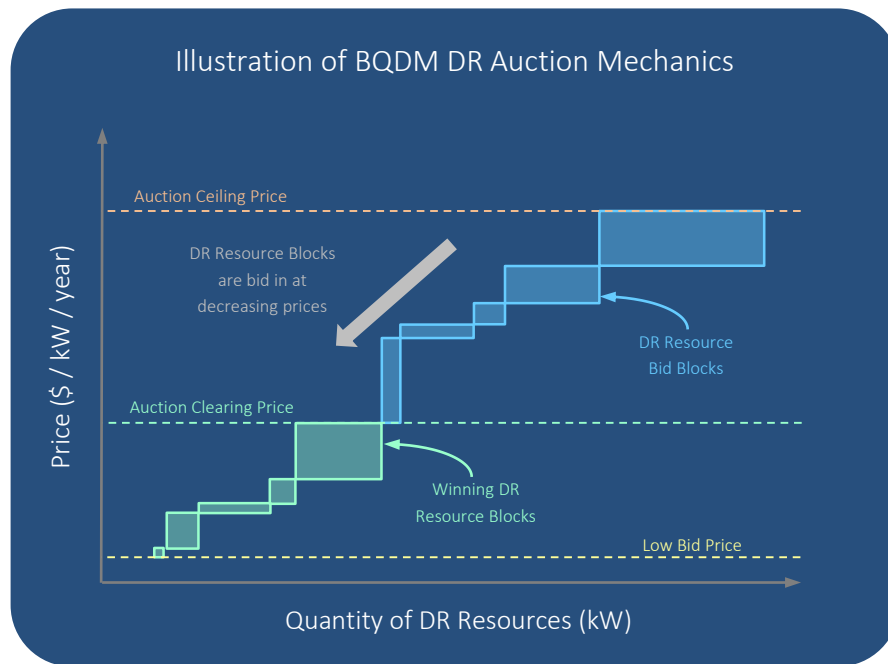 Illustration of BQDM DR Auction Mechanics
Auction Ceiling Price
DR Resource Blocks
are bid in at
decreasing prices
DR Resource
Bid Blocks
Auction Clearing Price
Winning DR
Resource Blocks
Low Bid Price
Price ($ / kW / year)
Quantity of DR Resources (kW)